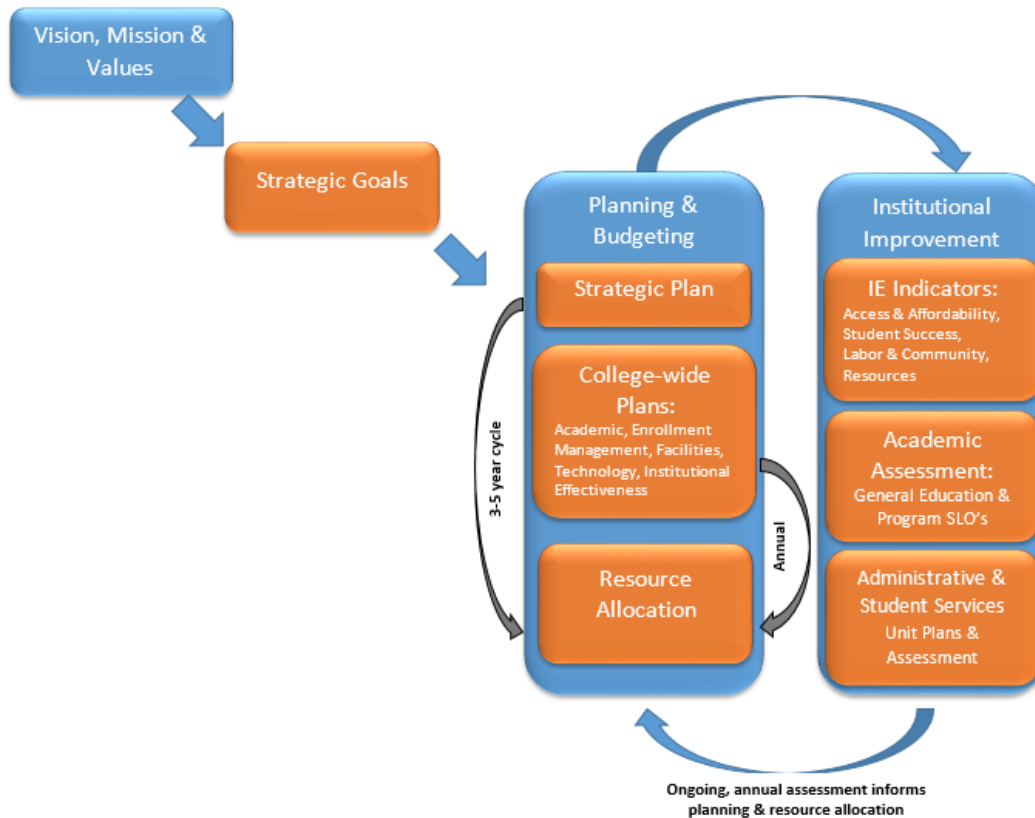 Vision, Mission &
Values
Strategic Goals
Planning &
Budgeting
Strategic Plan
College-wide
Plans:
Academic, Enrollment
Management, Facilities,
Technology, Institutional
Effectiveness
Resource
Allocation
3-5 year cycle
Annual
Institutional
Improvement
IE Indicators:
Access & Affordability,
Student Success,
Labor & Community,
Resources
Academic
Assessment:
General Education &
Program SLO's
Administrative &
Student Services
Unit Plans &
Assessment
Ongoing, annual assessment informs
planning & resource allocation